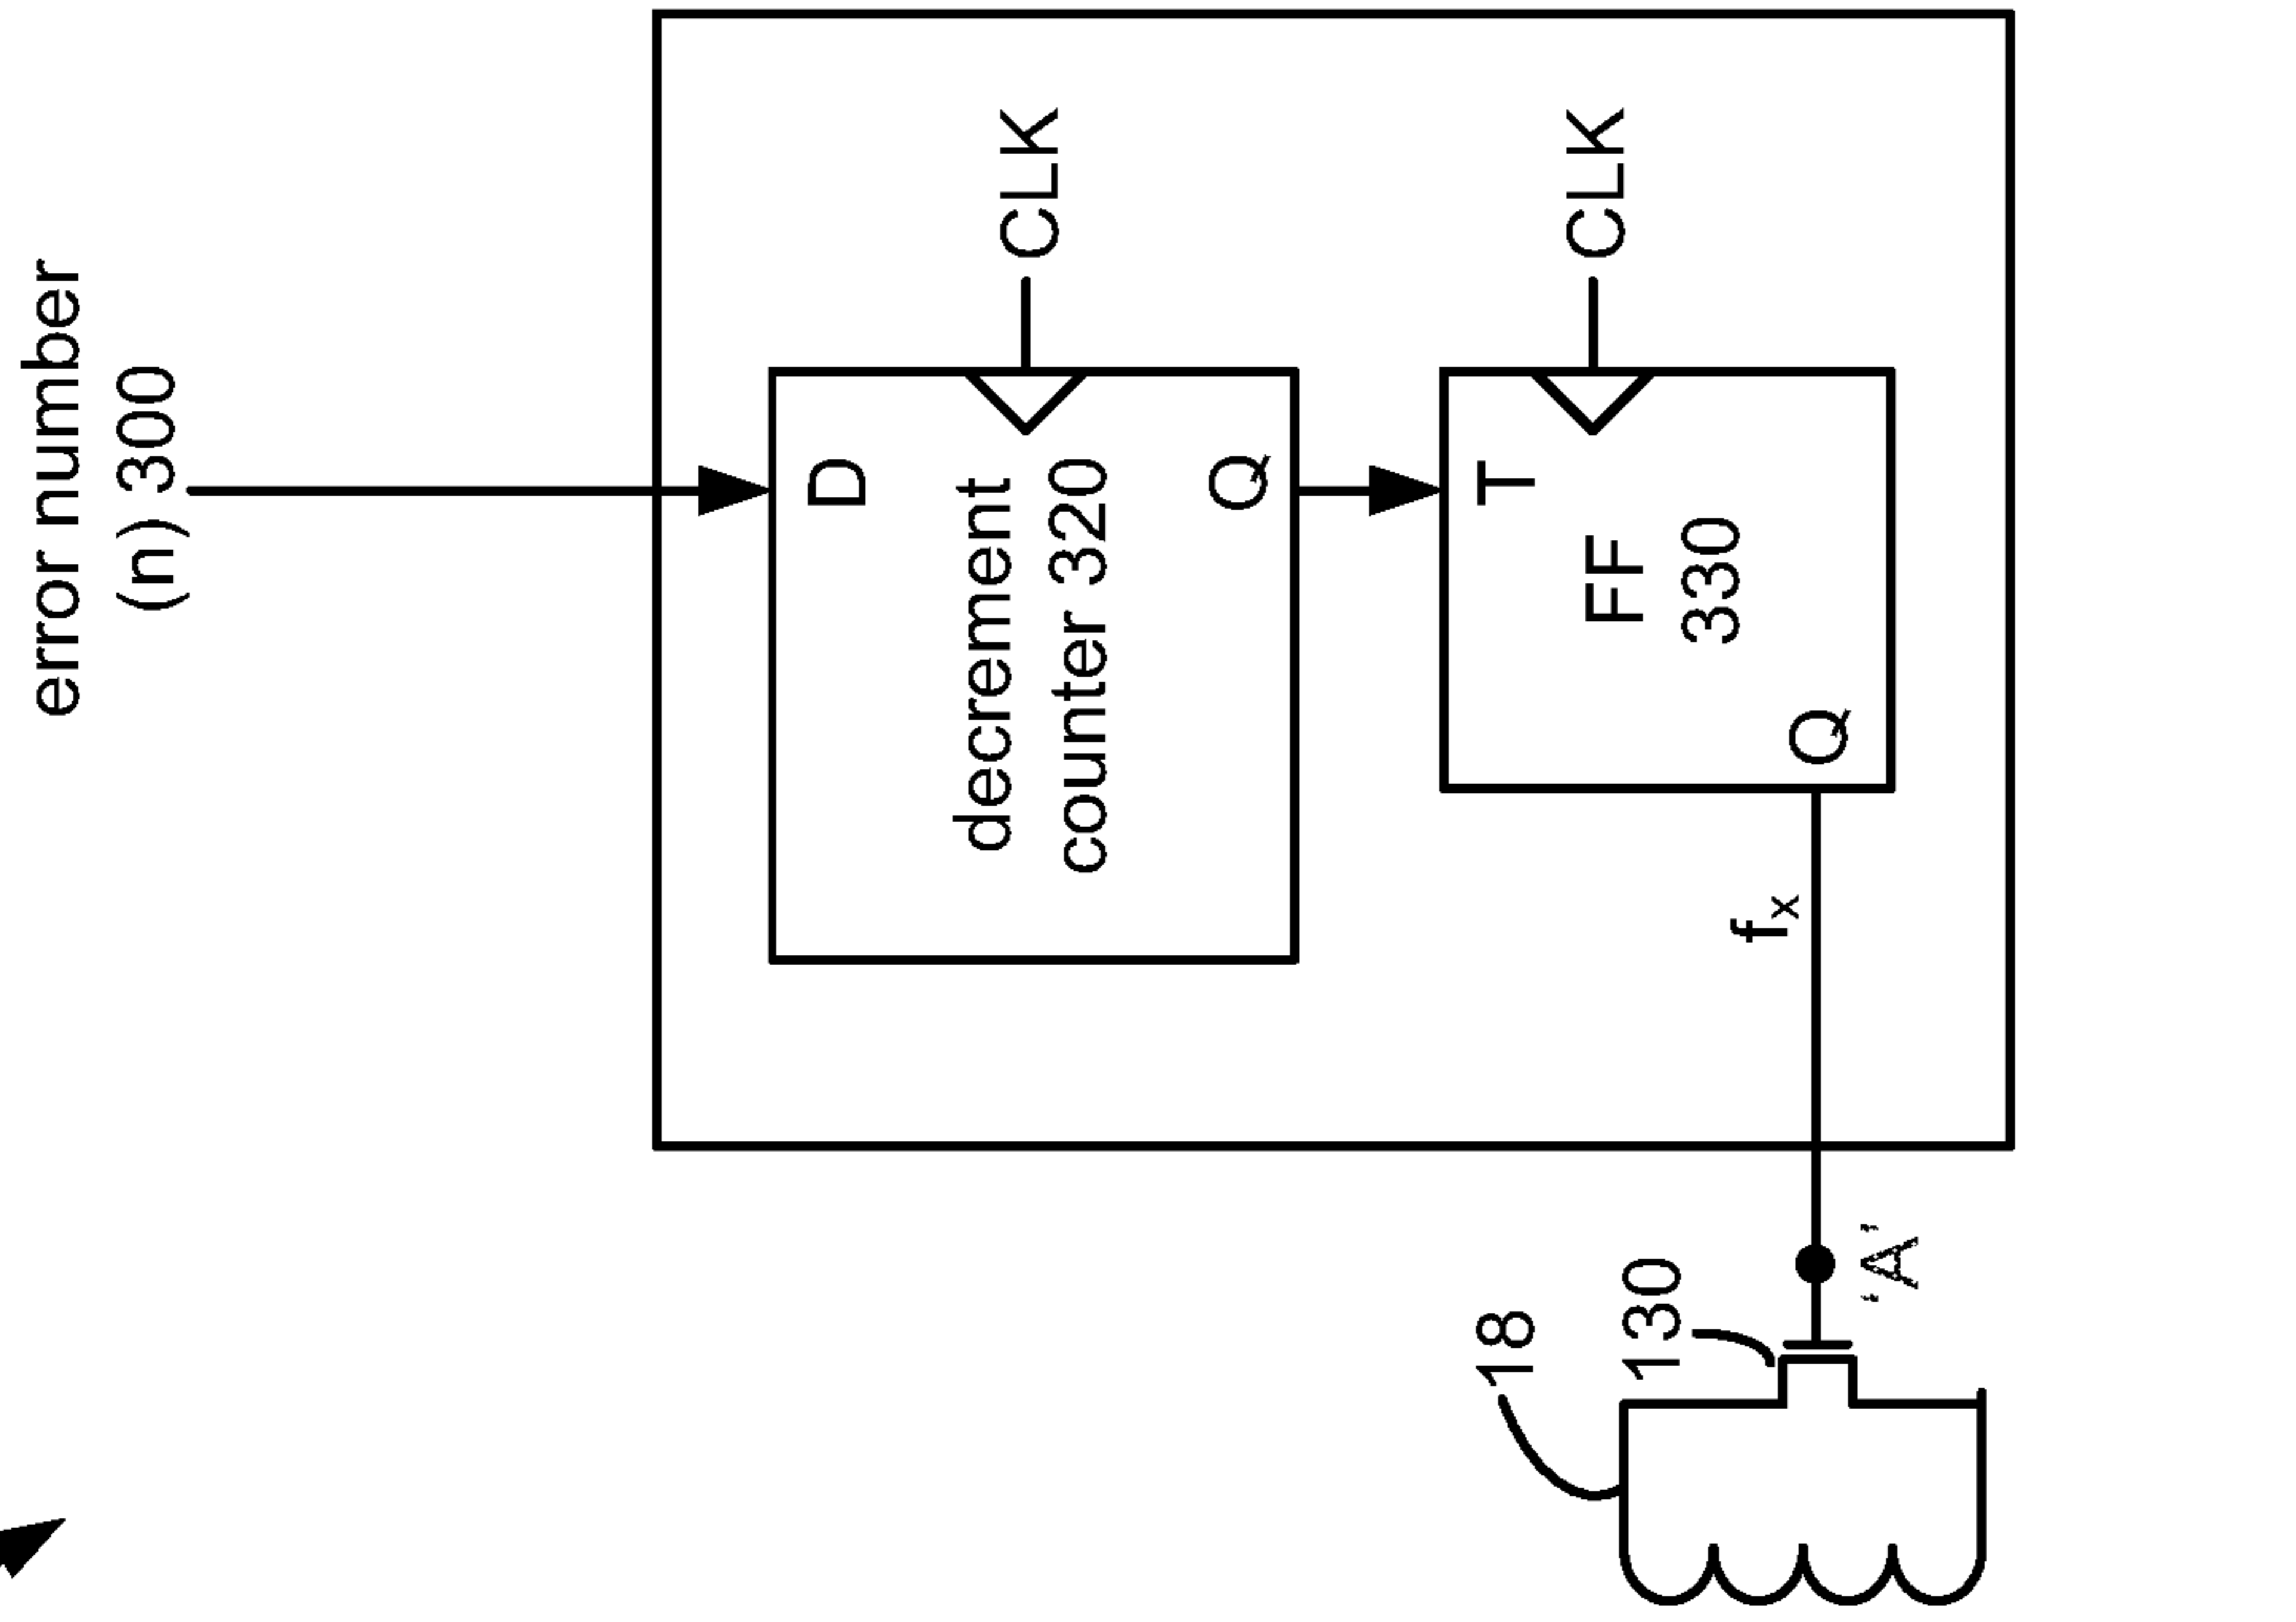 error number
(n) 300
D
decrement
counter 320
Q
CLK
T
FF
330
Q
CLK
fx
18
130
‘A’